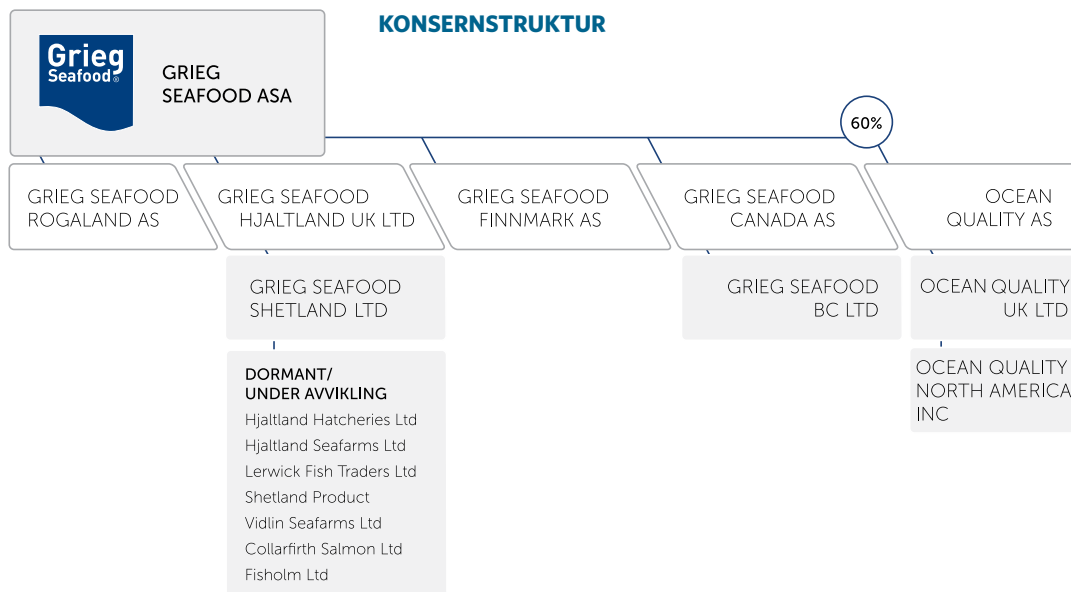 KONSERNSTRUKTUR
Grieg
Seafood®
GRIEG
SEAFOOD ASA
60%
GRIEG SEAFOOD
ROGALAND AS
GRIEG SEAFOOD
HJALTLAND UK LTD
GRIEG SEAFOOD
FINNMARK AS
GRIEG SEAFOOD
CANADA AS
OCEAN
QUALITY AS
GRIEG SEAFOOD
SHETLAND LTD
GRIEG SEAFOOD
BC LTD
OCEAN QUALITY
UK LTD
DORMANT/
UNDER AVVIKLING
Hjaltland Hatcheries Ltd
Hjaltland Seafarms Ltd
Lerwick Fish Traders Ltd
Shetland Product
Vidlin Seafarms Ltd
Collarfirth Salmon Ltd
Fisholm Ltd
OCEAN QUALITY
NORTH AMERICA
INC